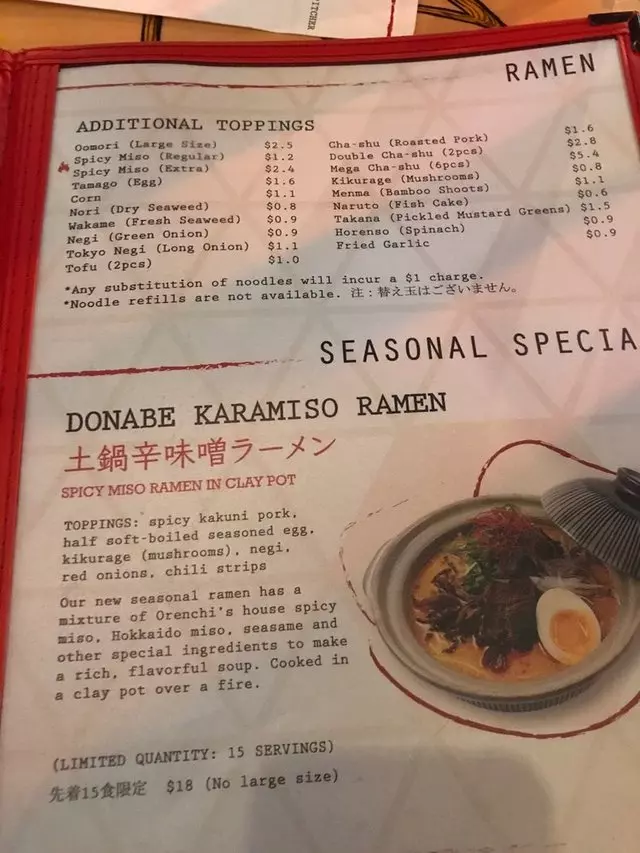 RAMEN
ADDITIONAL TOPPINGS
Oomori (Large Size) $2.5
Spicy Miso (Regular) $1.2
Spicy Miso (Extra) $2.4
Tamago (Egg) $1.6
Corn $1.1
Nori (Dry Seaweed) $0.8
Wakame (Fresh Seaweed) $0.9
Negi (Green Onion) $0.9
Tokyo Negi (Long Onion) $1.1
Tofu (2pcs) $1.0
Cha-shu (Roasted Pork) $1.6
Double Cha-shu (2pcs) $2.8
Mega Cha-shu (6pcs) $5.4
Kikurage (Mushrooms) $0.8
Menma (Bamboo Shoots) $1.1
Naruto (Fish Cake) $0.6
Takana (Pickled Mustard Greens) $1.5
Horenso (Spinach) $0.9
Fried Garlic $0.9
*Any substitution of noodles will incur a $1 charge.
*Noodle refills are not available. 注：替え玉はございません。
SEASONAL SPECIA
DONABE KARAMISO RAMEN
土鍋辛味噌ラーメン
SPICY MISO RAMEN IN CLAY POT
TOPPINGS: spicy kakuni pork,
half soft-boiled seasoned egg,
kikurage (mushrooms), negi,
red onions, chili strips
Our new seasonal ramen has a
mixture of Orenchi's house spicy
miso, Hokkaido miso, seasame and
other special ingredients to make
a rich, flavorful soup. Cooked in
a clay pot over a fire.
(LIMITED QUANTITY: 15 SERVINGS)
先着15食限定 $18 (No large size)